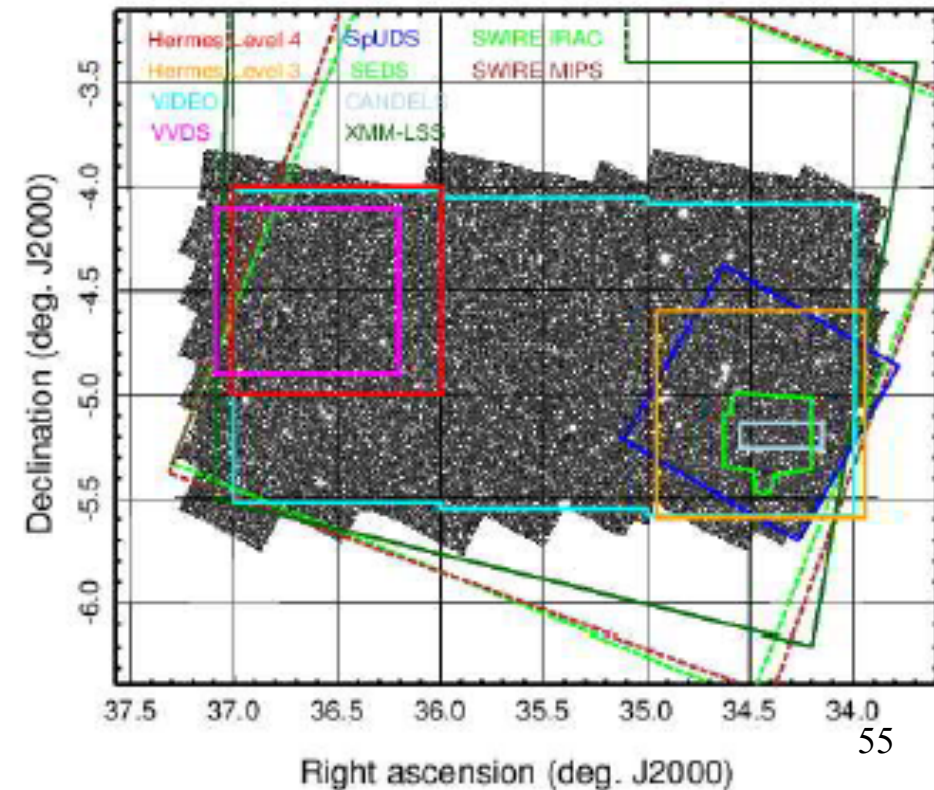 Hermes Level 4 SpUDS SWIRE IRAC
Hermes Level 3 SEDS SWIRE MIPS
VIDEO CANDELS
VVDS XMM-LSS
-3.5
-4.0
-4.5
-5.0
-5.5
-6.0
Declination (deg. J2000)
37.5 37.0 36.5 36.0 35.5 35.0 34.5 34.0
55
Right ascension (deg. J2000)